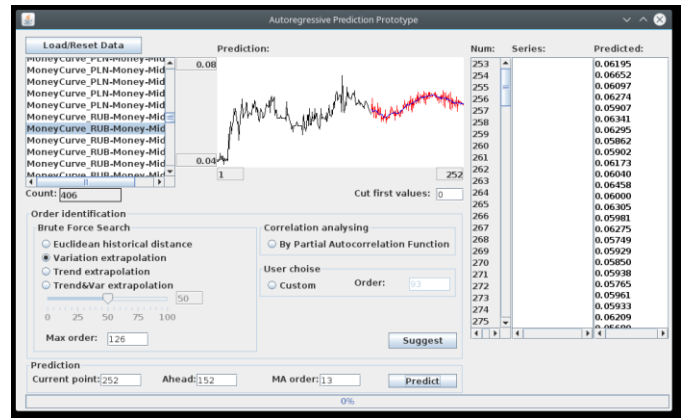 Autoregressive Prediction Prototype
Load/Reset Data
Prediction:
Num: Series: Predicted:
MoneyCurve_PLN-Money-Mid
MoneyCurve_PLN-Money-Mid
MoneyCurve_PLN-Money-Mid
MoneyCurve_PLN-Money-Mid
MoneyCurve_PLN-Money-Mid
MoneyCurve_RUB-Money-Mid
MoneyCurve_RUB-Money-Mid
MoneyCurve_RUB-Money-Mid
MoneyCurve_RUB-Money-Mid
MoneyCurve_RUB-Money-Mid
0.08
0.04
1 252
Count: 406
Cut first values: 0
Order identification
Brute Force Search
Euclidean historical distance
Variation extrapolation
Trend extrapolation
Trend&Var extrapolation
50
0 25 50 75 100
Max order: 126
Correlation analysing
By Partial Autocorrelation Function
User choise
Custom Order: 93
Suggest
Prediction
Current point: 252 Ahead: 152 MA order: 13 Predict
0%
253 0.06195
254 0.06652
255 0.06097
256 0.06274
257 0.05907
258 0.06341
259 0.06295
260 0.05862
261 0.05902
262 0.06173
263 0.06040
264 0.06458
265 0.06000
266 0.06305
267 0.05981
268 0.06275
269 0.05749
270 0.05929
271 0.05850
272 0.05938
273 0.05765
274 0.05961
275 0.05933
0.06209